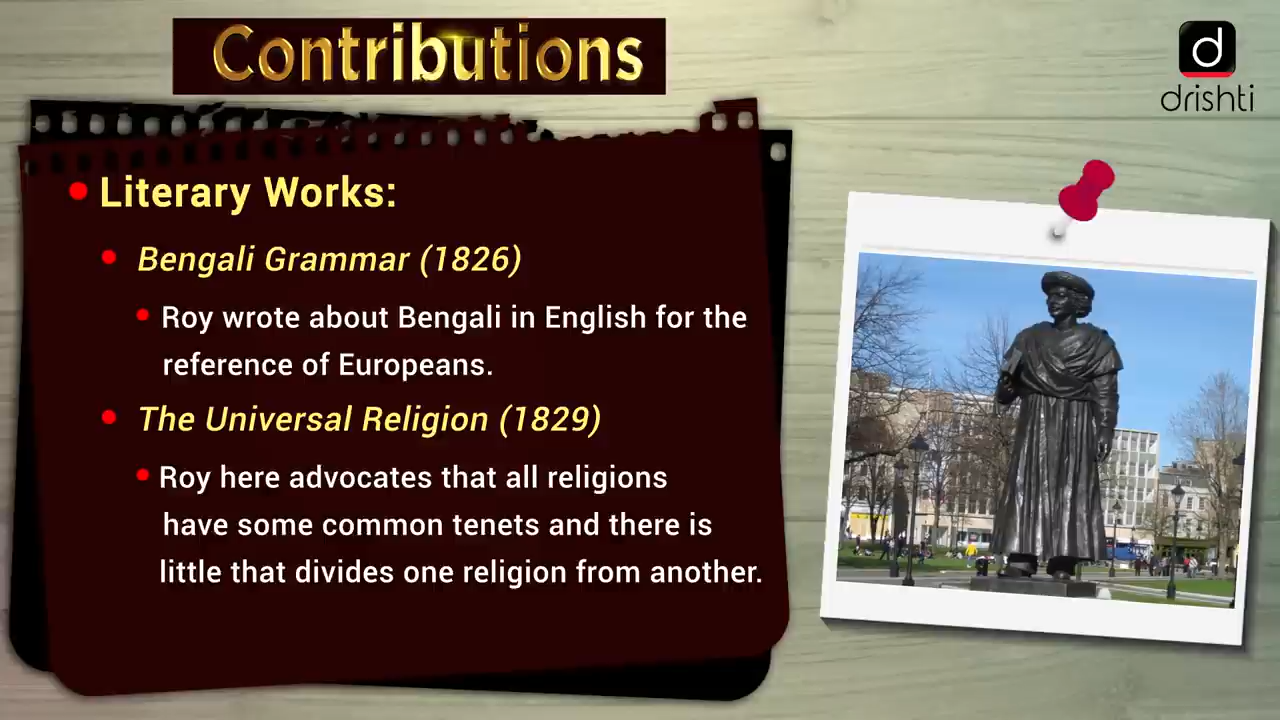 Contributions
d
drishti
Literary Works:
Bengali Grammar (1826)
Roy wrote about Bengali in English for the
reference of Europeans.
The Universal Religion (1829)
Roy here advocates that all religions
have some common tenets and there is
little that divides one religion from another.